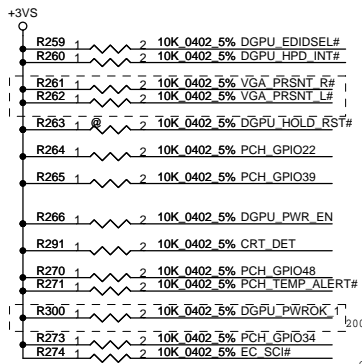 +3VS
R259 1 2 10K_0402_5% DGPU_EDIDSEL#
R260 1 2 10K_0402_5% DGPU_HPD_INT#
R261 1 2 10K_0402_5% VGA_PRSNT_R#
R262 1 2 10K_0402_5% VGA_PRSNT_L#
R263 1 @ 2 10K_0402_5% DGPU_HOLD_RST#
R264 1 2 10K_0402_5% PCH_GPIO22
R265 1 2 10K_0402_5% PCH_GPIO39
R266 1 2 10K_0402_5% DGPU_PWR_EN
R291 1 2 10K_0402_5% CRT_DET
R270 1 2 10K_0402_5% PCH_GPIO48
R271 1 2 10K_0402_5% PCH_TEMP_ALERT#
R300 1 2 10K_0402_5% DGPU_PWROK_1
R273 1 2 10K_0402_5% PCH_GPIO34
R274 1 2 10K_0402_5% EC_SCI#